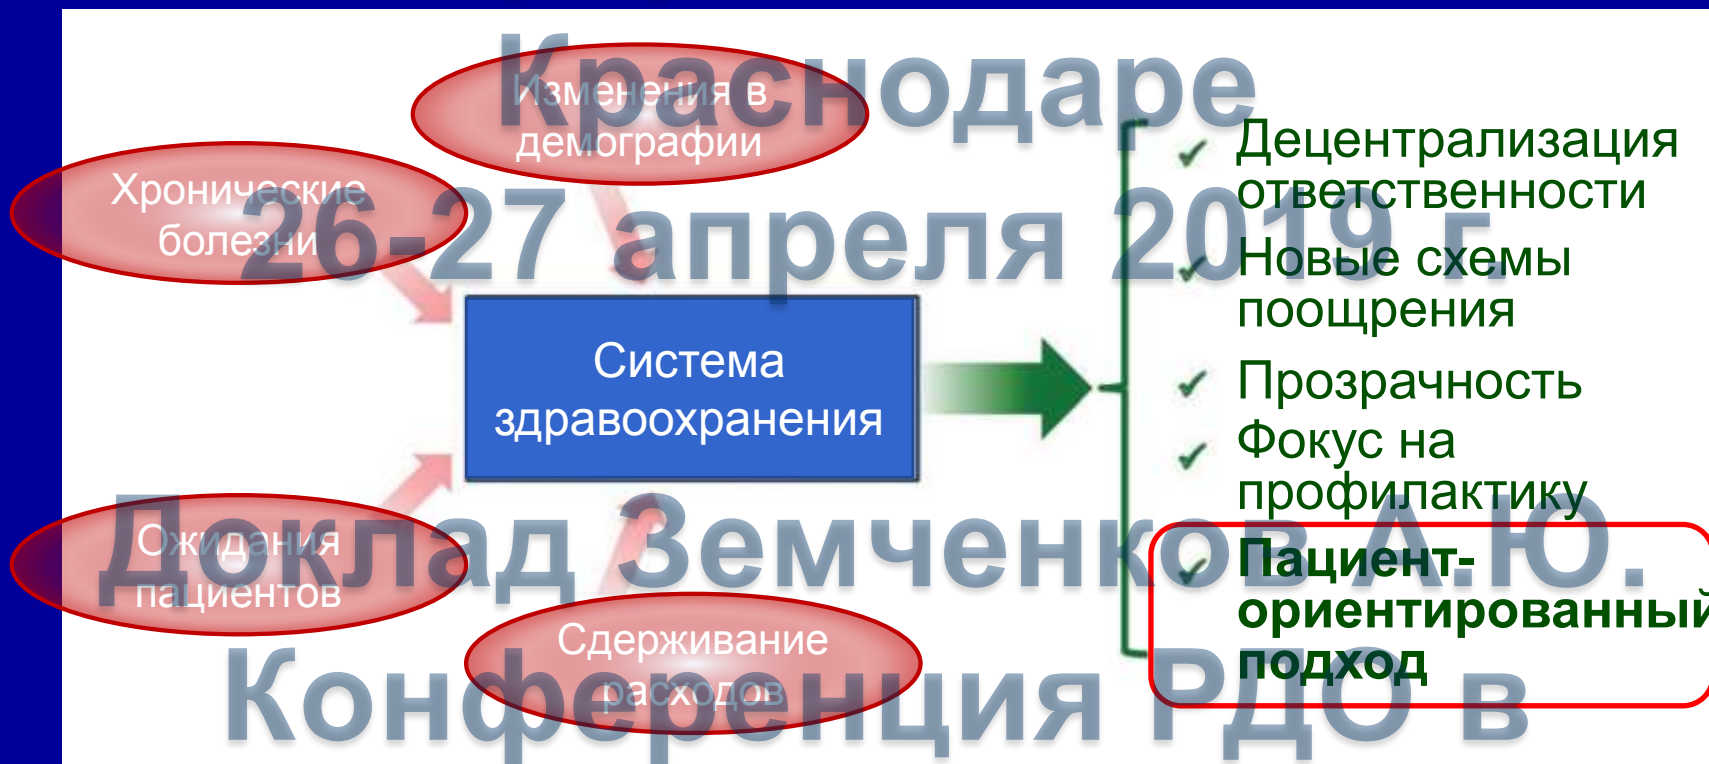 Краснодаре
Изменения в
демографии
Хронические
болезни
26-27 апреля 2019 г.
Децентрализация
ответственности
Новые схемы
поощрения
Система
здравоохранения
Прозрачность
Фокус на
профилактику
Ожидания
пациентов
Доклад Земченков А.Ю.
Пациент-
ориентированный
подход
Сдерживание
расходов
Конференция РДО в